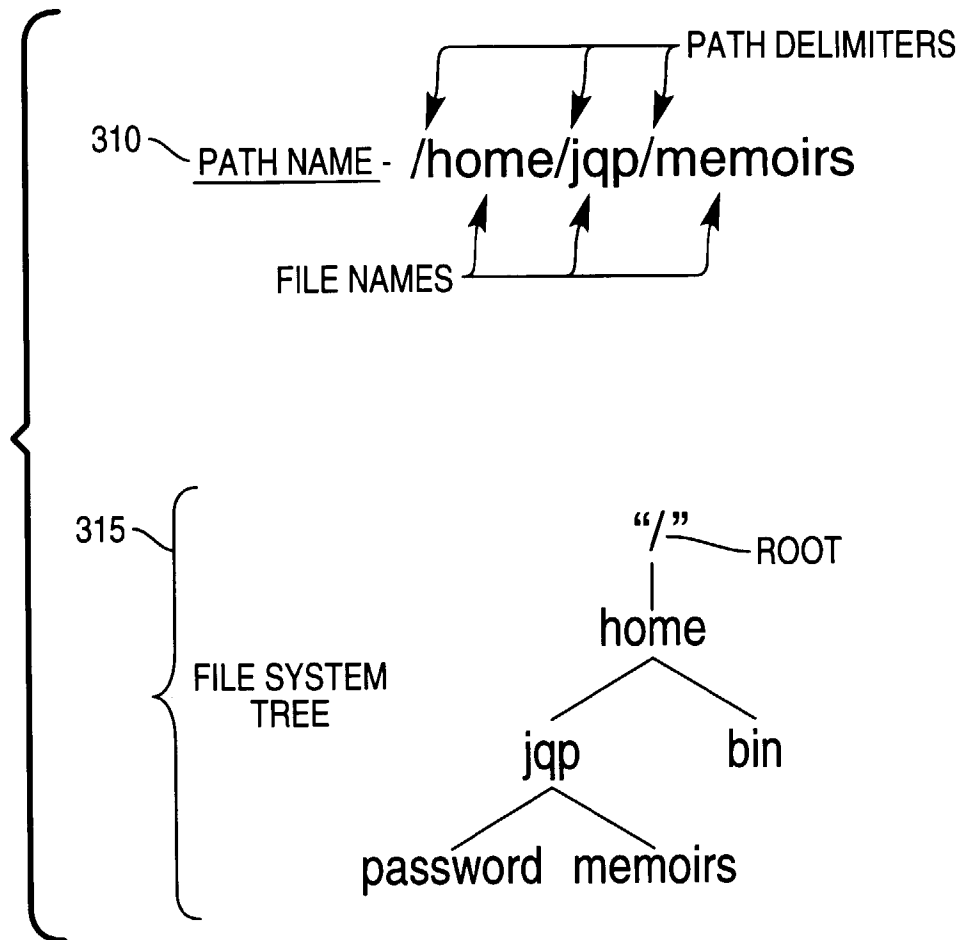 PATH DELIMITERS
310
PATH NAME - /home/jqp/memoirs
FILE NAMES
315
“/”
ROOT
home
FILE SYSTEM
TREE
jqp bin
password memoirs